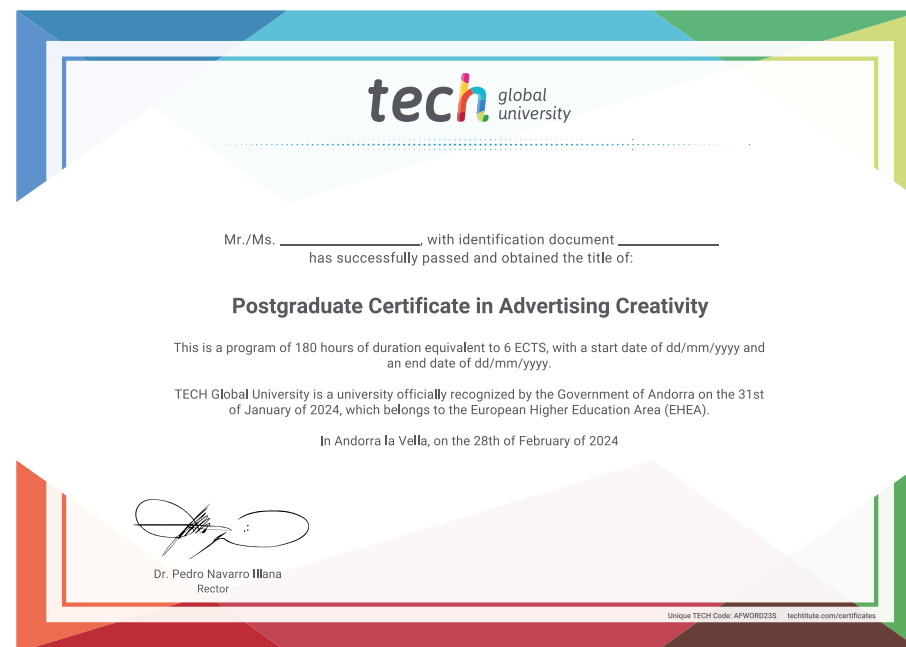 tech global
university
Mr./Ms. ____________, with identification document ____________
has successfully passed and obtained the title of:
Postgraduate Certificate in Advertising Creativity
This is a program of 180 hours of duration equivalent to 6 ECTS, with a start date of dd/mm/yyyy and
an end date of dd/mm/yyyy.
TECH Global University is a university officially recognized by the Government of Andorra on the 31st
of January of 2024, which belongs to the European Higher Education Area (EHEA).
In Andorra la Vella, on the 28th of February of 2024
Dr. Pedro Navarro Illana
Rector
Unique TECH Code: AFWORD23S techtitute.com/certificates